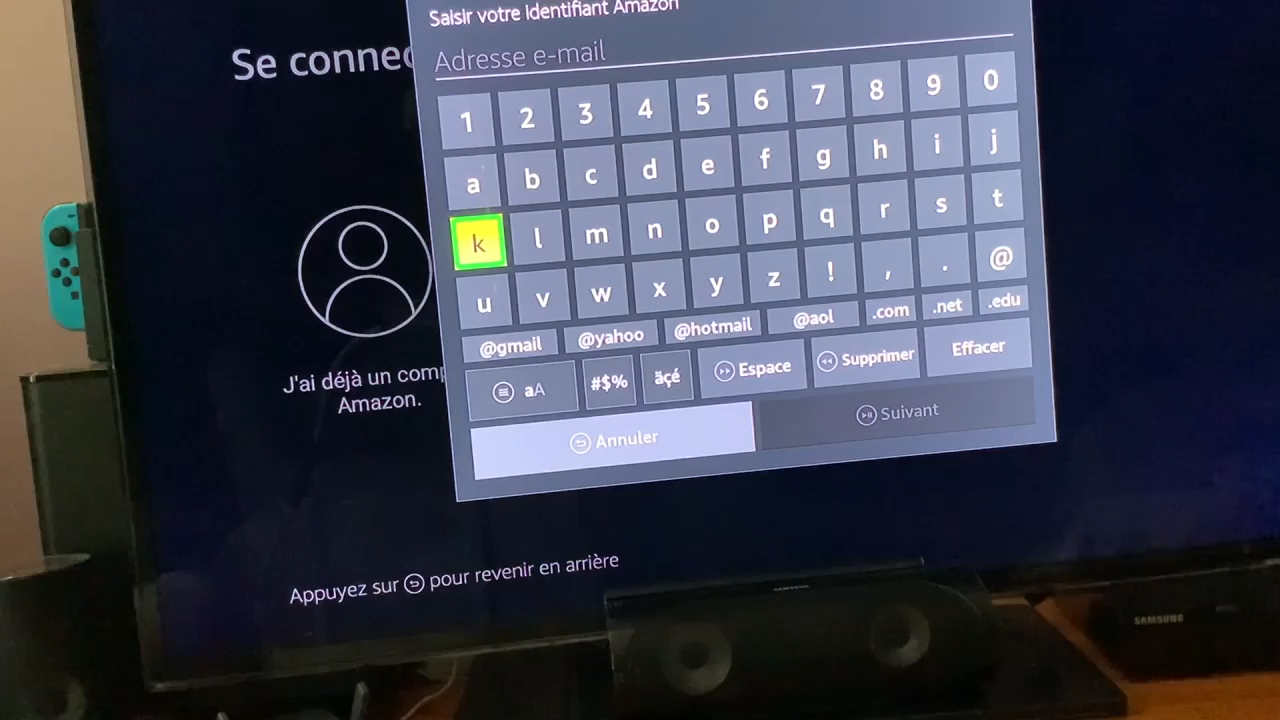 Saisir votre identifiant Amazon
Se connec
Adresse e-mail
1 2 3 4 5 6 7 8 9 0
a b c d e f g h i j
k l m n o p q r s t
u v w x y z ! , . @
@gmail @yahoo @hotmail @aol .com .net .edu
aA #$% äçé Espace Supprimer Effacer
Annuler Suivant
J'ai déjà un comp
Amazon.
Appuyez sur pour revenir en arrière
SAMSUNG
SAMSUNG